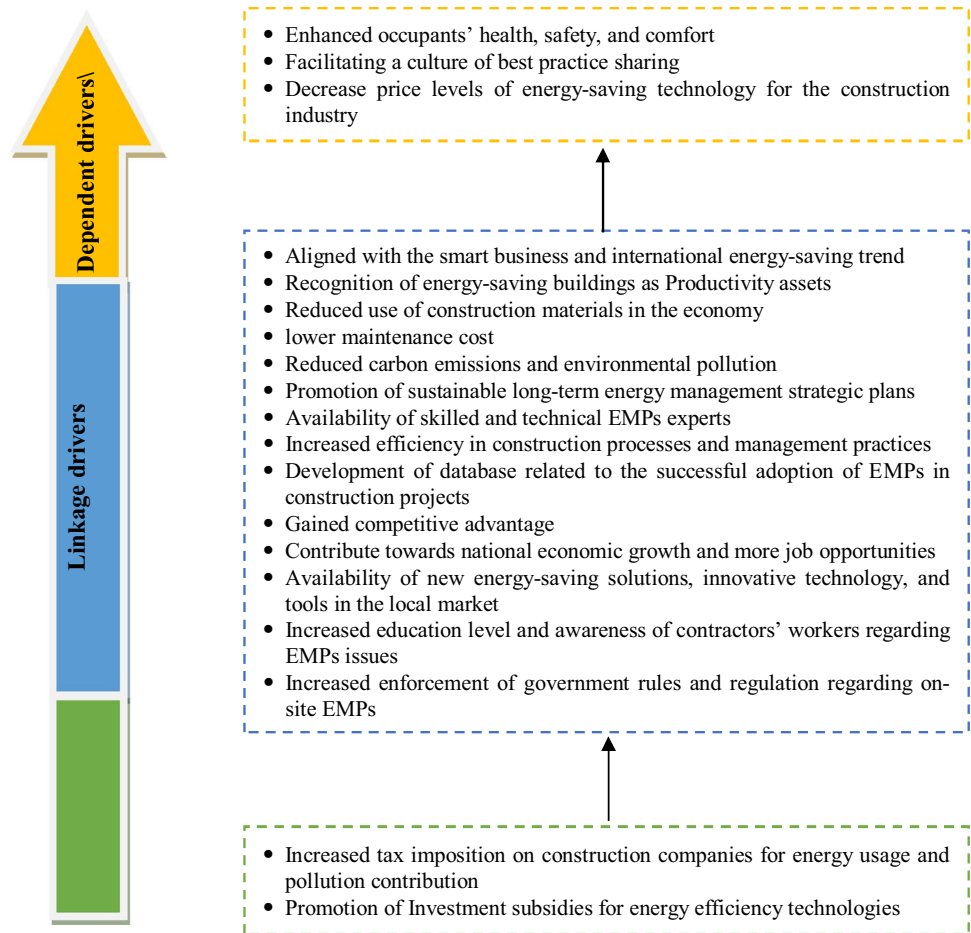 • Enhanced occupants’ health, safety, and comfort
• Facilitating a culture of best practice sharing
• Decrease price levels of energy-saving technology for the construction
industry
Dependent drivers\
• Aligned with the smart business and international energy-saving trend
• Recognition of energy-saving buildings as Productivity assets
• Reduced use of construction materials in the economy
• lower maintenance cost
• Reduced carbon emissions and environmental pollution
• Promotion of sustainable long-term energy management strategic plans
• Availability of skilled and technical EMPs experts
• Increased efficiency in construction processes and management practices
• Development of database related to the successful adoption of EMPs in
construction projects
• Gained competitive advantage
• Contribute towards national economic growth and more job opportunities
• Availability of new energy-saving solutions, innovative technology, and
tools in the local market
• Increased education level and awareness of contractors’ workers regarding
EMPs issues
• Increased enforcement of government rules and regulation regarding on-
site EMPs
Linkage drivers
• Increased tax imposition on construction companies for energy usage and
pollution contribution
• Promotion of Investment subsidies for energy efficiency technologies